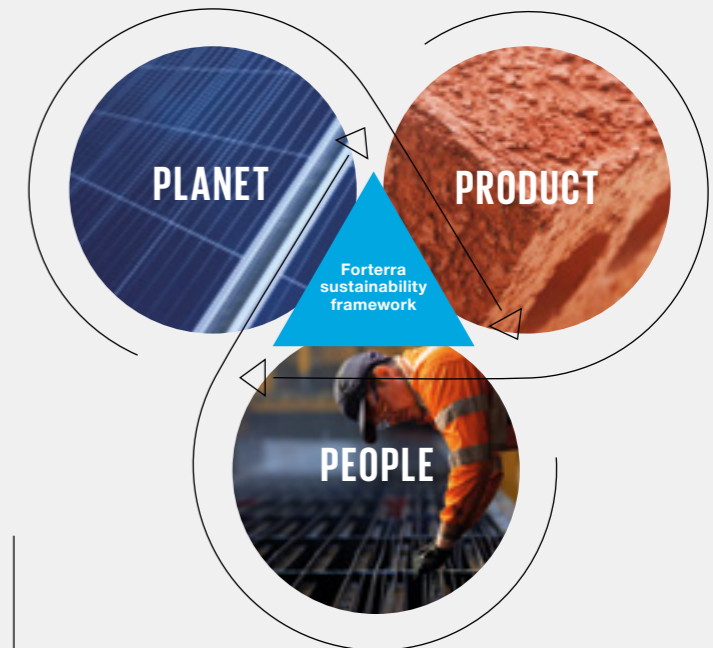 PLANET
PRODUCT
Forterra
sustainability
framework
PEOPLE